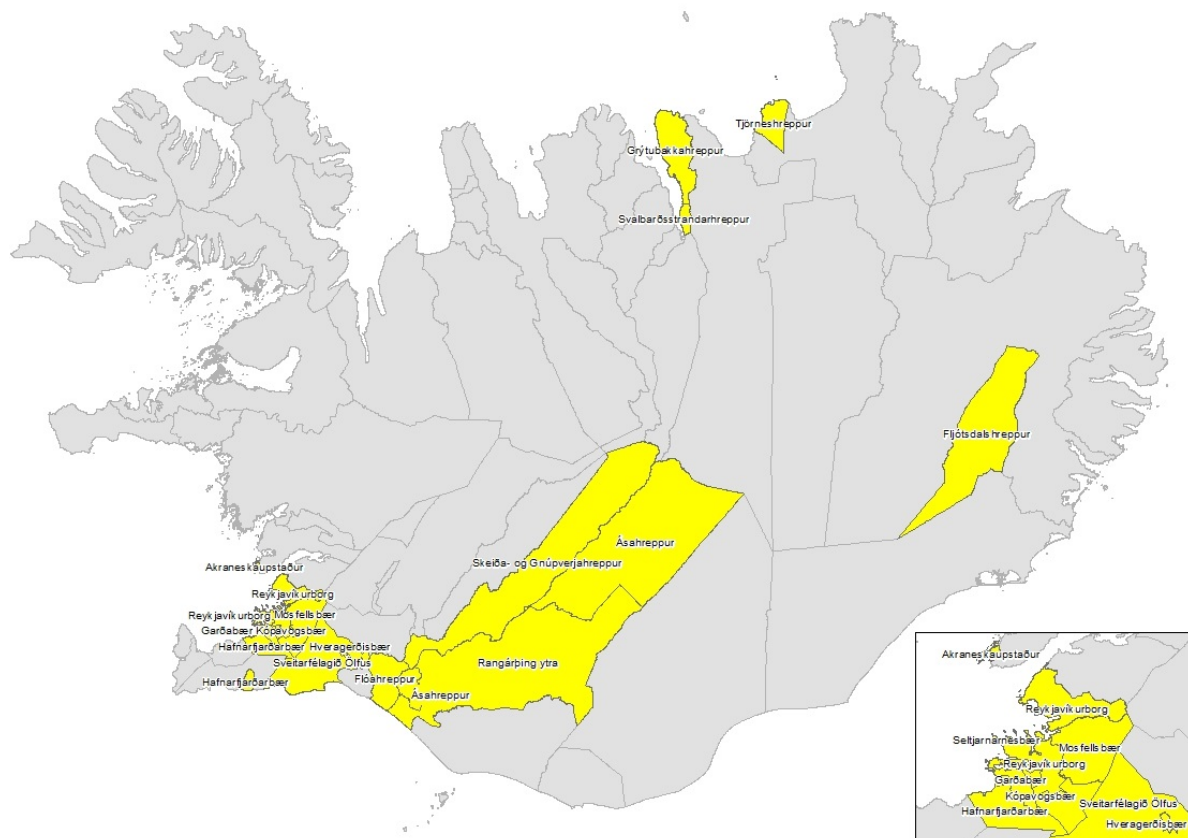 Tjörneshreppur
Grýtubakkahreppur
Svalbarðsstrandarhreppur
Fljótsdalshreppur
Ásahreppur
Skeiða- og Gnúpverjahreppur
Akraneskaupstaður
Reykjavíkurborg
Reykjavíkurborg
Mosfellsbær
Garðabær
Kópavogsbær
Hafnarfjarðarbær
Hveragerðisbær
Sveitarfélagið Ölfus
Rangárþing ytra
Flóahreppur
Hafnarfjarðarbær
Ásahreppur
Akraneskaupstaður
Reykjavíkurborg
Seltjarnarnesbær
Mosfellsbær
Reykjavíkurborg
Garðabær
Kópavogsbær
Sveitarfélagið Ölfus
Hafnarfjarðarbær
Hveragerðisbær